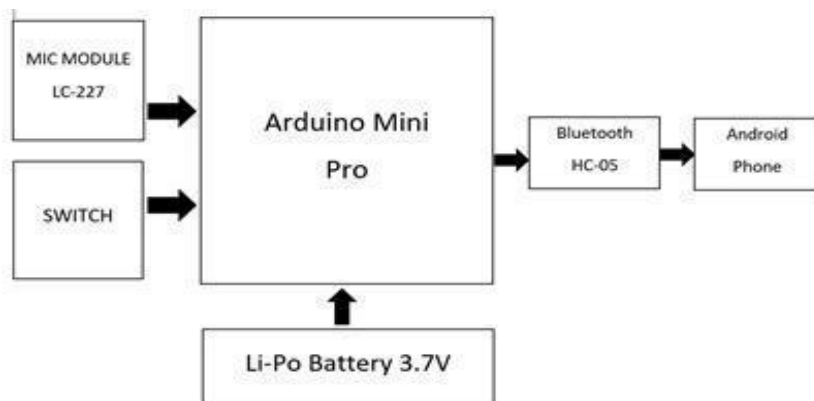 MIC MODULE
LC-227
SWITCH
Arduino Mini
Pro
Bluetooth
HC-05
Android
Phone
Li-Po Battery 3.7V